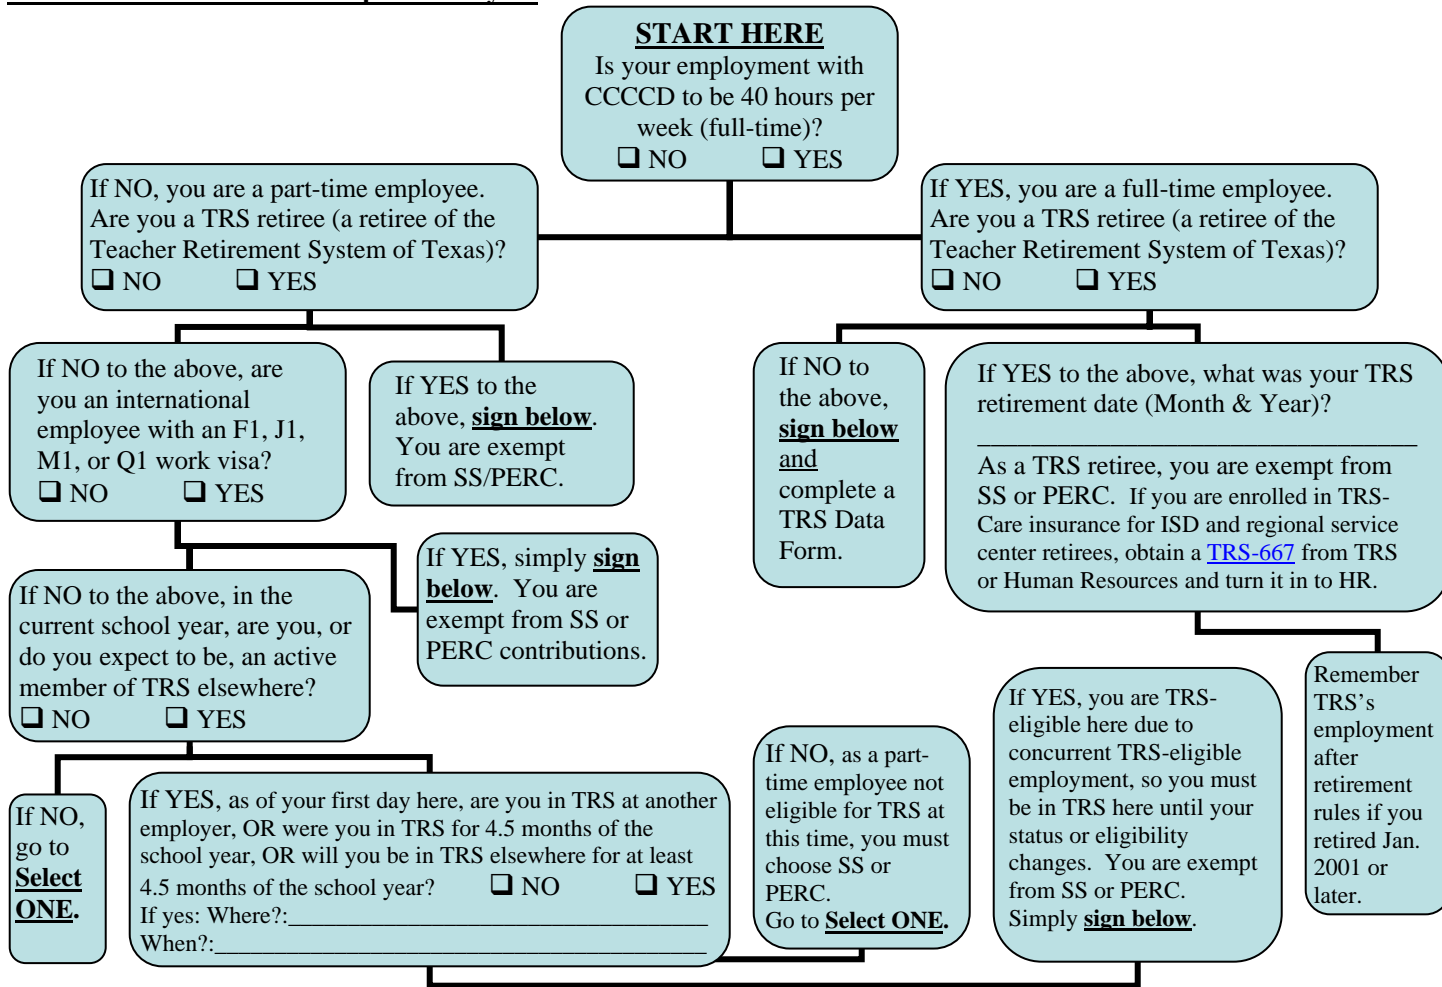 START HERE
Is your employment with
CCCCD to be 40 hours per
week (full-time)?
❑ NO ❑ YES
If NO, you are a part-time employee.
Are you a TRS retiree (a retiree of the
Teacher Retirement System of Texas)?
❑ NO ❑ YES
If YES, you are a full-time employee.
Are you a TRS retiree (a retiree of the
Teacher Retirement System of Texas)?
❑ NO ❑ YES
If NO to the above, are
you an international
employee with an F1, J1,
M1, or Q1 work visa?
❑ NO ❑ YES
If YES to the
above, sign below.
You are exempt
from SS/PERC.
If NO to
the above,
sign below
and
complete a
TRS Data
Form.
If YES to the above, what was your TRS
retirement date (Month & Year)?
___________________________________
As a TRS retiree, you are exempt from
SS or PERC. If you are enrolled in TRS-
Care insurance for ISD and regional service
center retirees, obtain a TRS-667 from TRS
or Human Resources and turn it in to HR.
If YES, simply sign
below. You are
exempt from SS or
PERC contributions.
If NO to the above, in the
current school year, are you, or
do you expect to be, an active
member of TRS elsewhere?
❑ NO ❑ YES
Remember
TRS's
employment
after
retirement
rules if you
retired Jan.
2001 or
later.
If NO,
go to
Select
ONE.
If YES, as of your first day here, are you in TRS at another
employer, OR were you in TRS for 4.5 months of the
school year, OR will you be in TRS elsewhere for at least
4.5 months of the school year? ❑ NO ❑ YES
If yes: Where?:___________________________________
When?:_________________________________________
If NO, as a part-
time employee not
eligible for TRS at
this time, you must
choose SS or
PERC.
Go to Select ONE.
If YES, you are TRS-
eligible here due to
concurrent TRS-eligible
employment, so you must
be in TRS here until your
status or eligibility
changes. You are exempt
from SS or PERC.
Simply sign below.